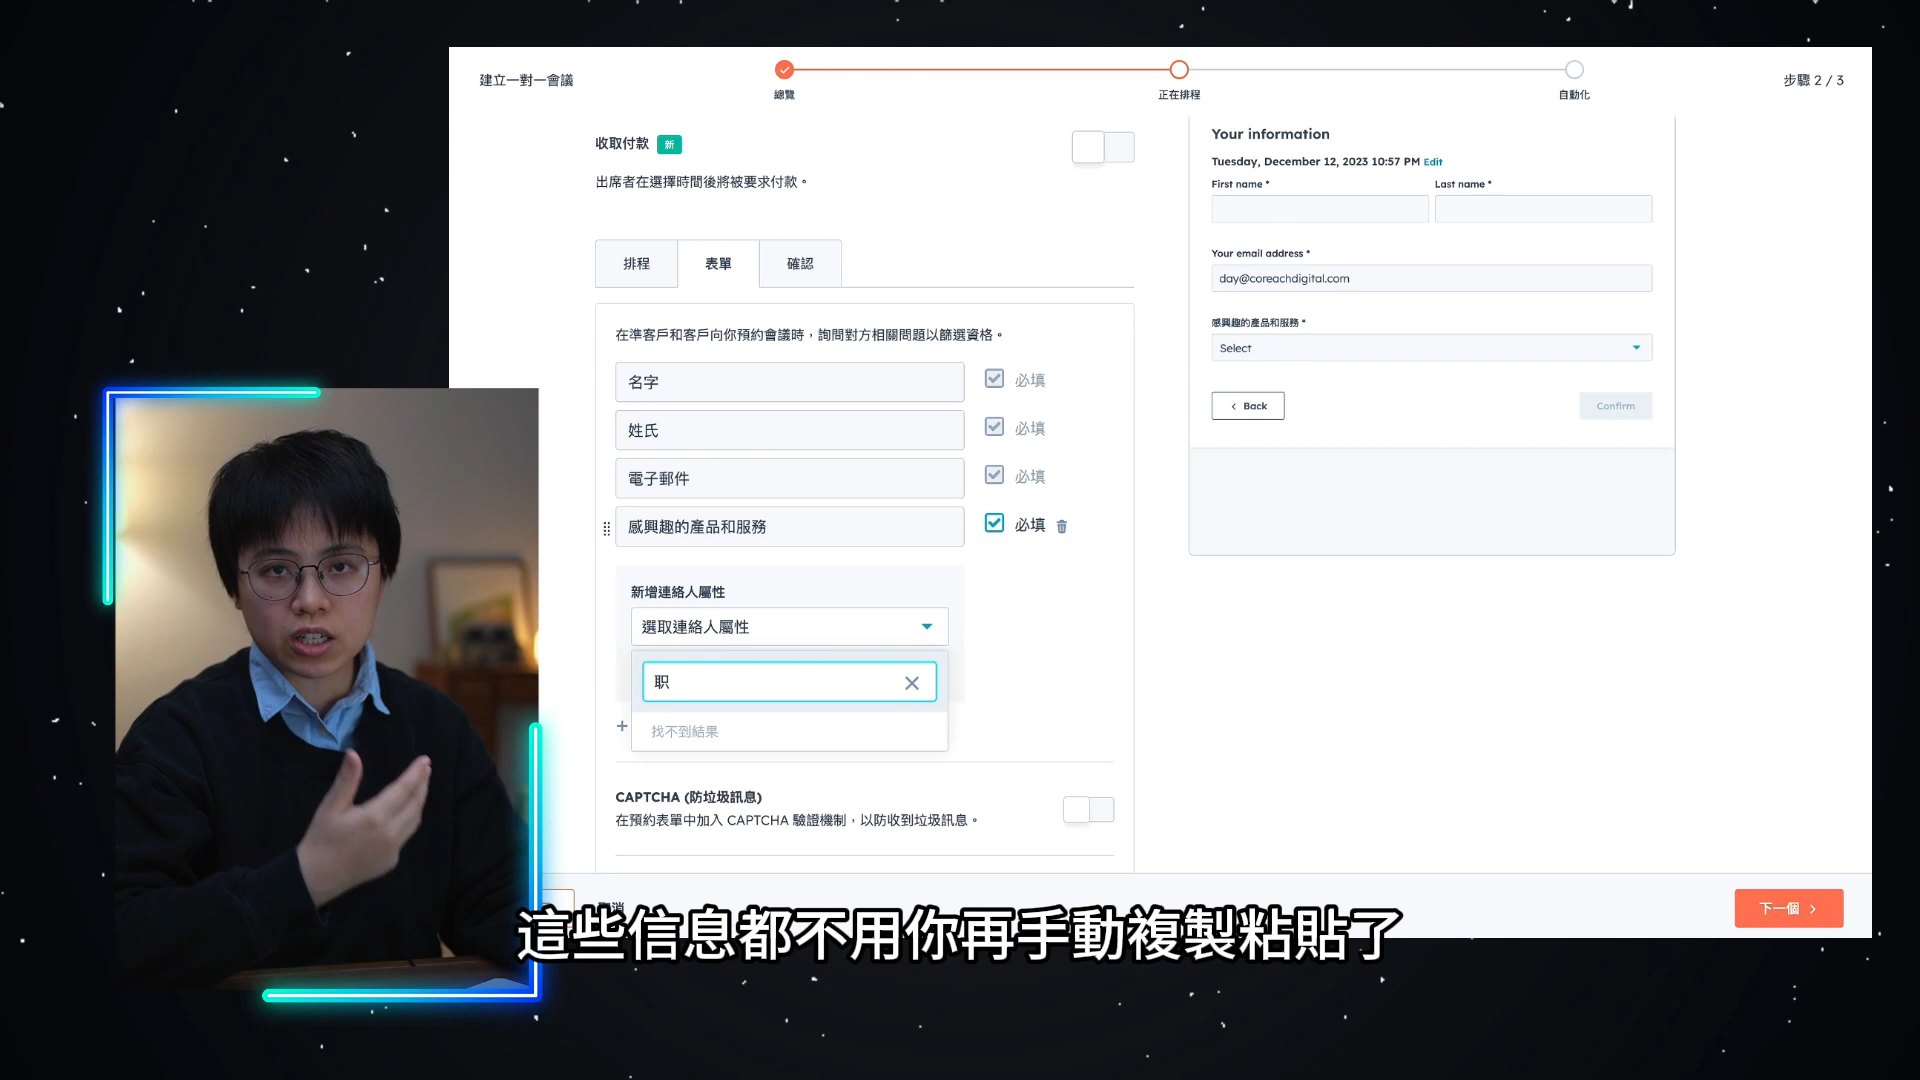 建立一對一會議
總覽
正在排程
自動化
步驟 2 / 3
收取付款 新
出席者在選擇時間後將被要求付款。
排程
表單
確認
在準客戶和客戶向你預約會議時，詢問對方相關問題以篩選資格。
名字
必填
姓氏
必填
電子郵件
必填
感興趣的產品和服務
必填
新增連絡人屬性
選取連絡人屬性
职
找不到結果
+
CAPTCHA (防垃圾訊息)
在預約表單中加入 CAPTCHA 驗證機制，以防收到垃圾訊息。
Your information
Tuesday, December 12, 2023 10:57 PM Edit
First name *
Last name *
Your email address *
day@coreachdigital.com
感興趣的產品和服務 *
Select
Back
Confirm
下一個
這些信息都不用你再手動複製粘貼了